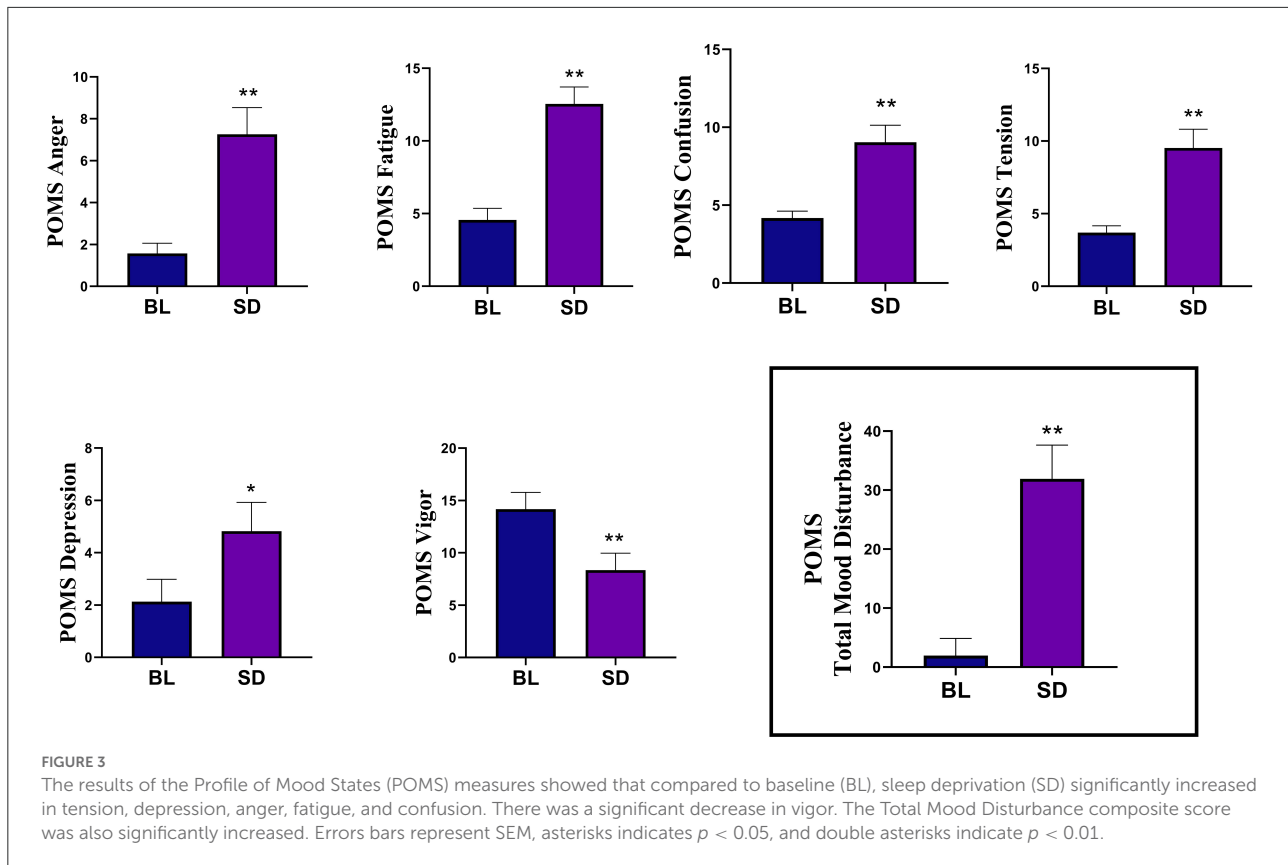 10
8
6
4
2
0
POMS Anger
**
BL SD
15
10
5
0
POMS Fatigue
**
BL SD
15
10
5
0
POMS Confusion
**
BL SD
15
10
5
0
POMS Tension
**
BL SD
8
6
4
2
0
POMS Depression
*
BL SD
20
15
10
5
0
POMS Vigor
**
BL SD
40
30
20
10
0
POMS
Total Mood Disturbance
**
BL SD
FIGURE 3
The results of the Profile of Mood States (POMS) measures showed that compared to baseline (BL), sleep deprivation (SD) significantly increased
in tension, depression, anger, fatigue, and confusion. There was a significant decrease in vigor. The Total Mood Disturbance composite score
was also significantly increased. Errors bars represent SEM, asterisks indicates p < 0.05, and double asterisks indicate p < 0.01.